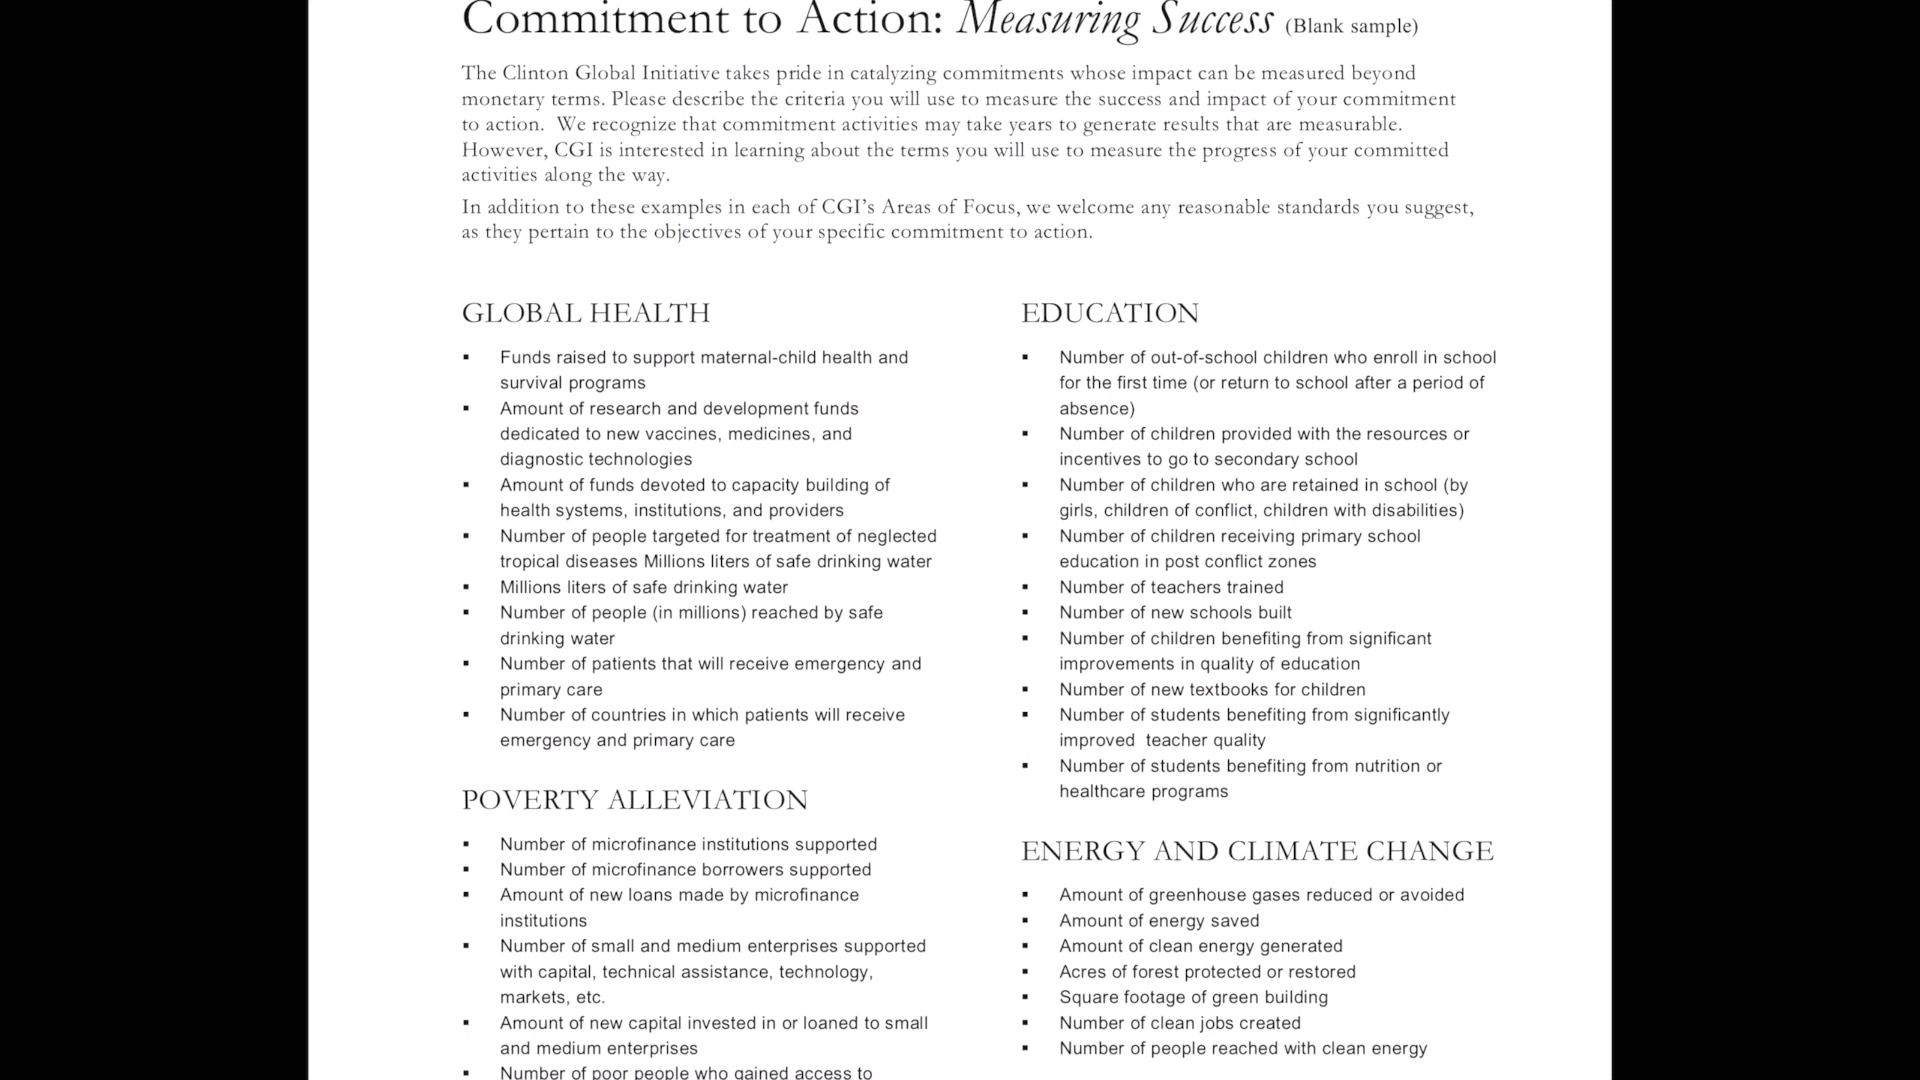 Commitment to Action: Measuring Success (Blank sample)
The Clinton Global Initiative takes pride in catalyzing commitments whose impact can be measured beyond
monetary terms. Please describe the criteria you will use to measure the success and impact of your commitment
to action.  We recognize that commitment activities may take years to generate results that are measurable.
However, CGI is interested in learning about the terms you will use to measure the progress of your committed
activities along the way.
In addition to these examples in each of CGI’s Areas of Focus, we welcome any reasonable standards you suggest,
as they pertain to the objectives of your specific commitment to action.
GLOBAL HEALTH
▪ Funds raised to support maternal-child health and
survival programs
▪ Amount of research and development funds
dedicated to new vaccines, medicines, and
diagnostic technologies
▪ Amount of funds devoted to capacity building of
health systems, institutions, and providers
▪ Number of people targeted for treatment of neglected
tropical diseases Millions liters of safe drinking water
▪ Millions liters of safe drinking water
▪ Number of people (in millions) reached by safe
drinking water
▪ Number of patients that will receive emergency and
primary care
▪ Number of countries in which patients will receive
emergency and primary care
POVERTY ALLEVIATION
▪ Number of microfinance institutions supported
▪ Number of microfinance borrowers supported
▪ Amount of new loans made by microfinance
institutions
▪ Number of small and medium enterprises supported
with capital, technical assistance, technology,
markets, etc.
▪ Amount of new capital invested in or loaned to small
and medium enterprises
▪ Number of poor people who gained access to
EDUCATION
▪ Number of out-of-school children who enroll in school
for the first time (or return to school after a period of
absence)
▪ Number of children provided with the resources or
incentives to go to secondary school
▪ Number of children who are retained in school (by
girls, children of conflict, children with disabilities)
▪ Number of children receiving primary school
education in post conflict zones
▪ Number of teachers trained
▪ Number of new schools built
▪ Number of children benefiting from significant
improvements in quality of education
▪ Number of new textbooks for children
▪ Number of students benefiting from significantly
improved  teacher quality
▪ Number of students benefiting from nutrition or
healthcare programs
ENERGY AND CLIMATE CHANGE
▪ Amount of greenhouse gases reduced or avoided
▪ Amount of energy saved
▪ Amount of clean energy generated
▪ Acres of forest protected or restored
▪ Square footage of green building
▪ Number of clean jobs created
▪ Number of people reached with clean energy